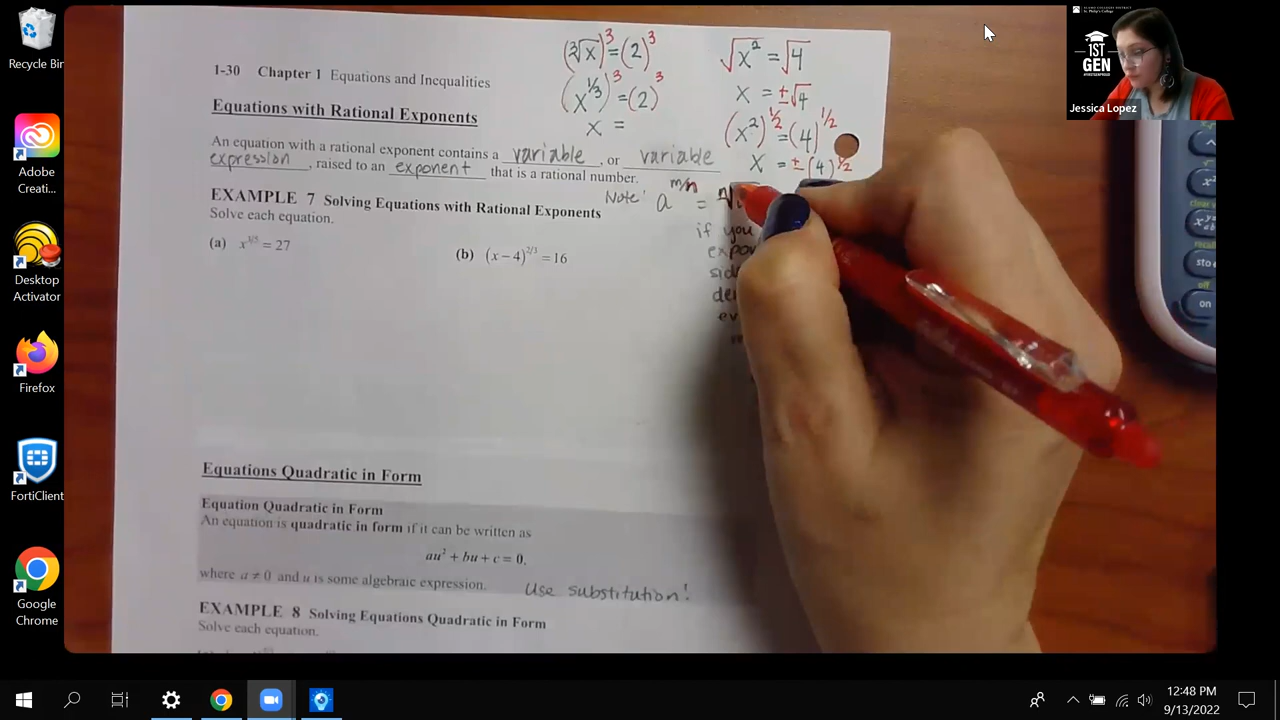 Recycle Bin
Adobe
Creati...
Desktop
Activator
Firefox
FortiClient
Google
Chrome
1-30 Chapter 1 Equations and Inequalities
Equations with Rational Exponents
An equation with a rational exponent contains a variable, or variable
expression, raised to an exponent that is a rational number.
EXAMPLE 7 Solving Equations with Rational Exponents
Solve each equation.
(a) x^{3/5} = 27
(b) (x−4)^{2/3} = 16
(∛x)^3 = (2)^3
(x^{1/3})^3 = (2)^3
x =
√x^2 = √4
x = ±√4
(x^2)^{1/2} = (4)^{1/2}
x = ±(4)^{1/2}
Note: a^{m/n} =
if you
Equations Quadratic in Form
Equation Quadratic in Form
An equation is quadratic in form if it can be written as
au² + bu + c = 0,
where a ≠ 0 and u is some algebraic expression. Use substitution!
EXAMPLE 8 Solving Equations Quadratic in Form
Solve each equation.
sto
on
1ST
GEN
Jessica Lopez
12:48 PM
9/13/2022